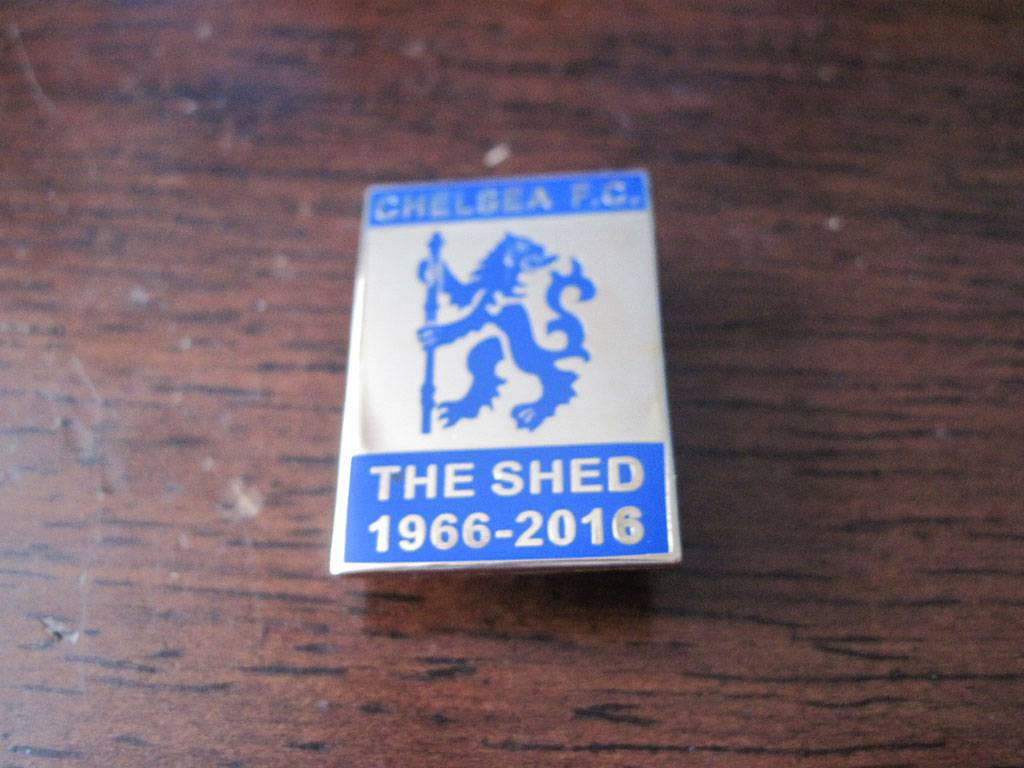 CHELSEA F.C.
THE SHED
1966-2016